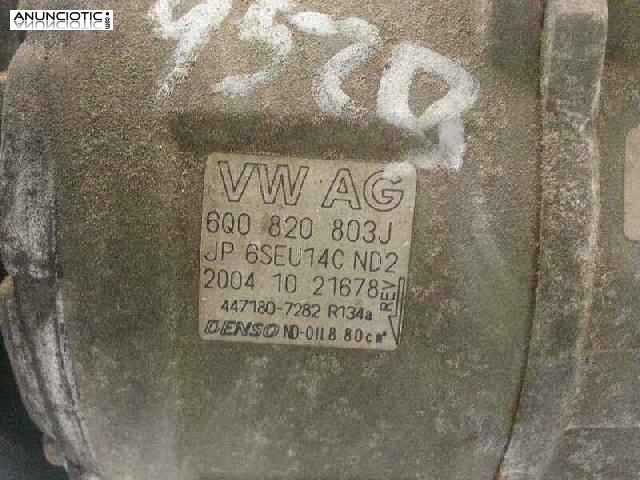 ANUNCIOTIC
.com
4520
VW AG
6Q0 820 803J
JP 6SEU14C ND2
2004 10 21678
REV
447180-7282 R134a
DENSO ND-OIL8 80cm³